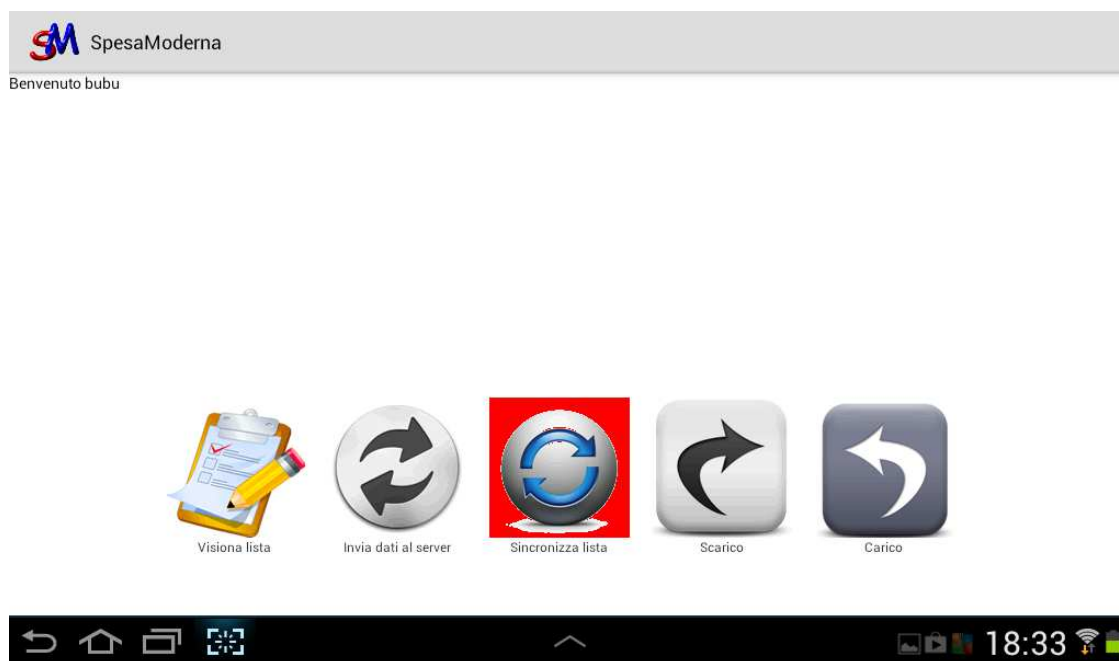 SM SpesaModerna
Benvenuto bubu
Visiona lista
Invia dati al server
Sincronizza lista
Scarico
Carico
18:33